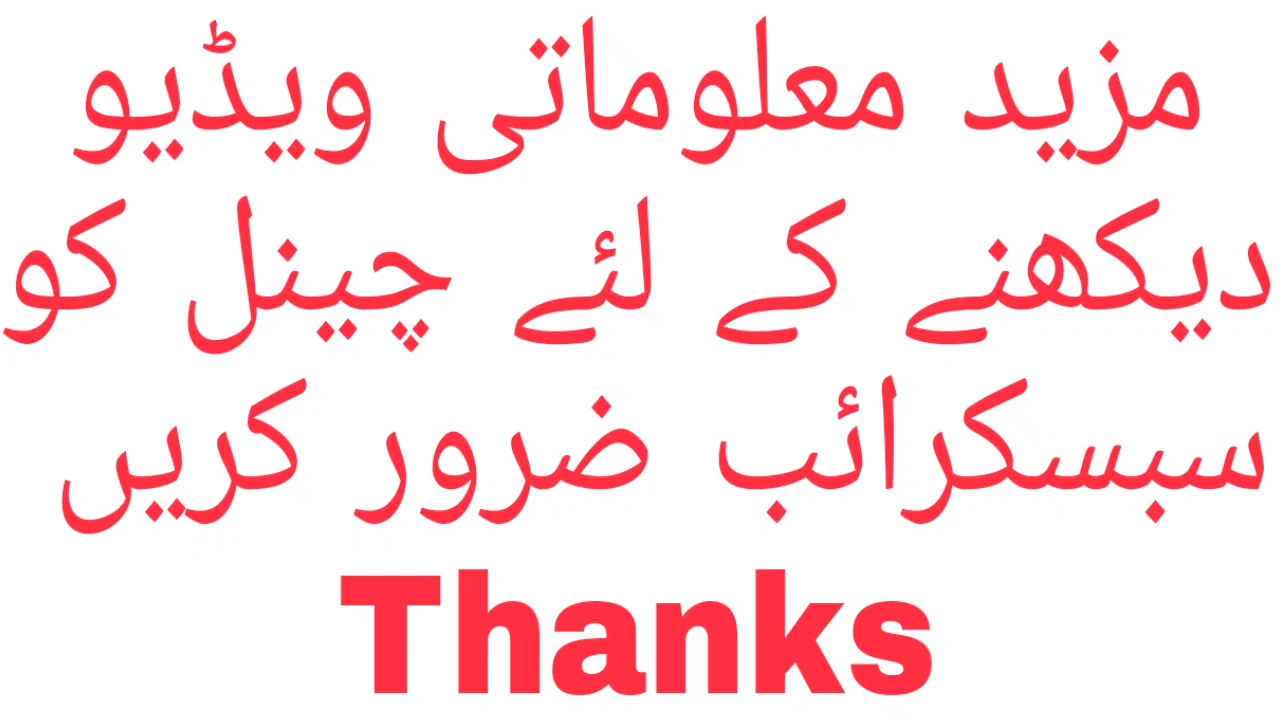 مزید معلوماتی ویڈیو
دیکھنے کے لئے چینل کو
سبسکرائب ضرور کریں
Thanks